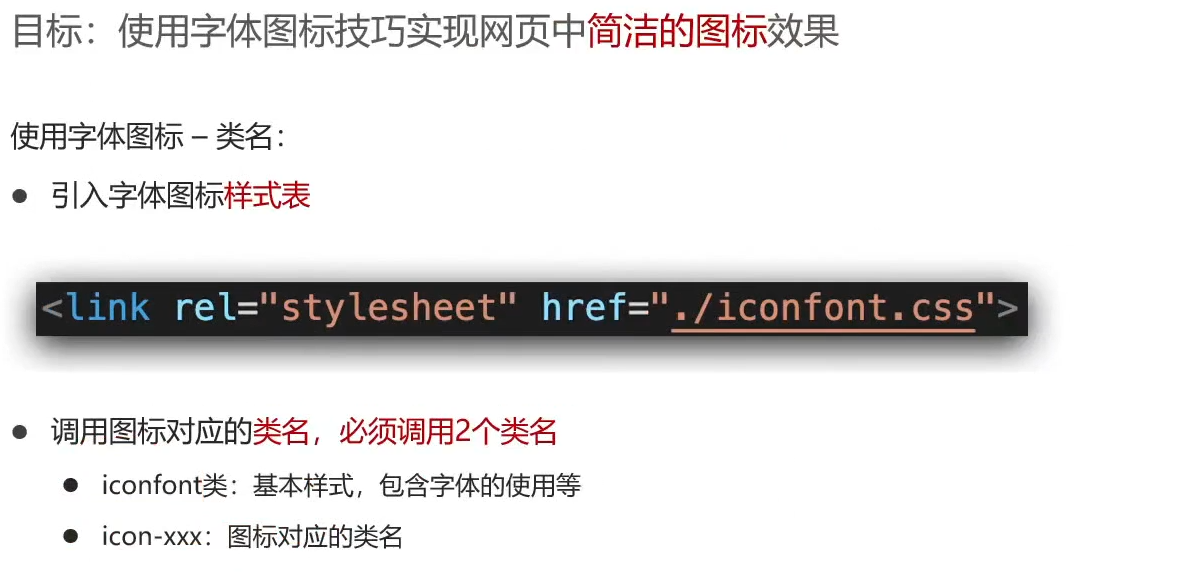 目标：使用字体图标技巧实现网页中简洁的图标效果
使用字体图标 – 类名：
● 引入字体图标样式表
<link rel="stylesheet" href="./iconfont.css">
● 调用图标对应的类名，必须调用2个类名
● iconfont类：基本样式，包含字体的使用等
● icon-xxx：图标对应的类名